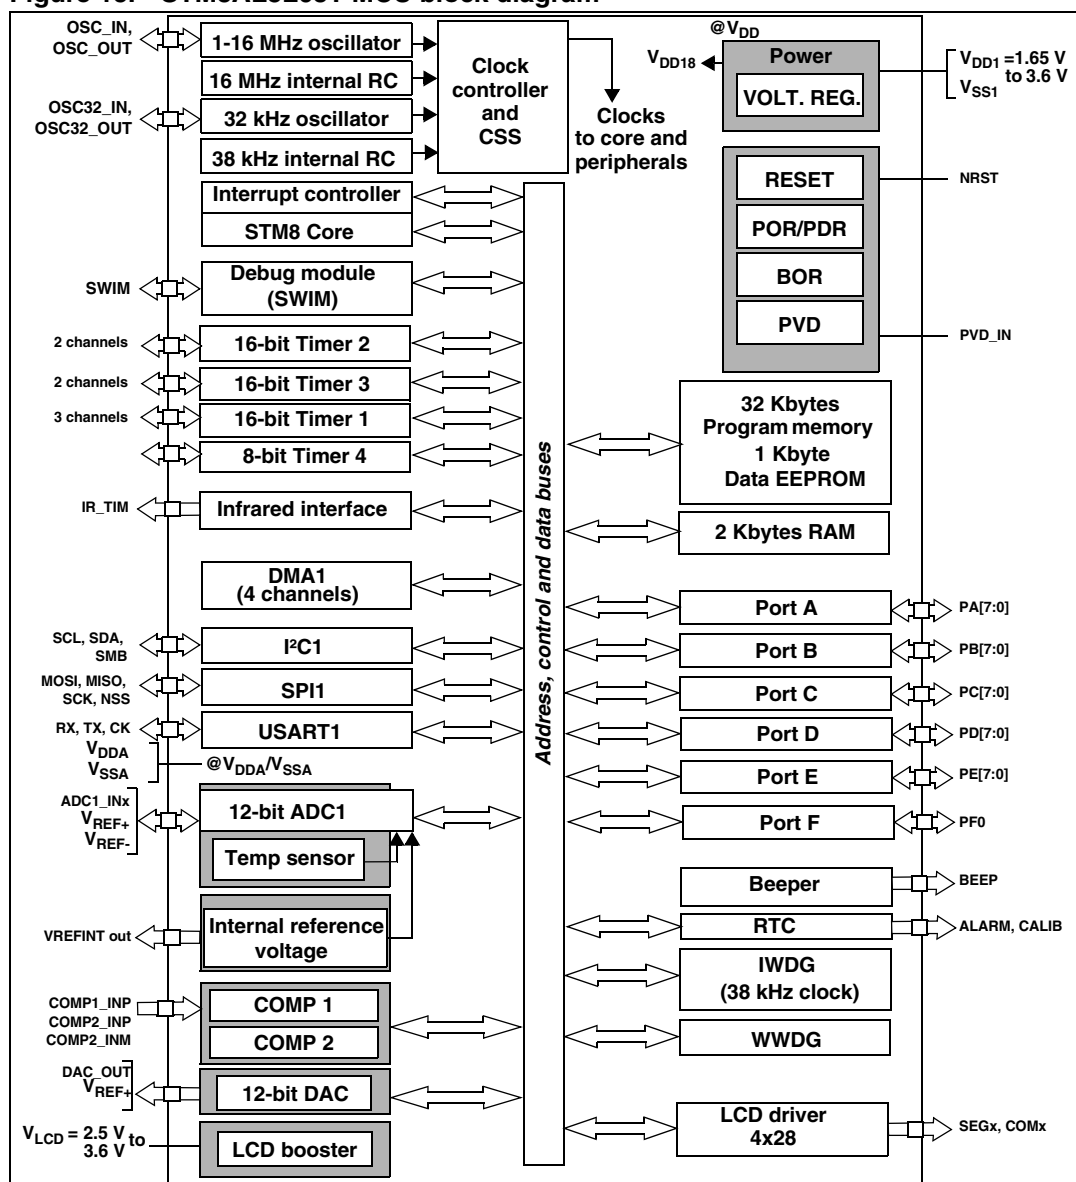 OSC_IN,
OSC_OUT
1-16 MHz oscillator
16 MHz internal RC
OSC32_IN,
OSC32_OUT
32 kHz oscillator
38 kHz internal RC
Clock
controller
and
CSS
Clocks
to core and
peripherals
@VDD
VDD18
Power
VOLT. REG.
VDD1 =1.65 V
to 3.6 V
VSS1
RESET
NRST
POR/PDR
BOR
PVD
PVD_IN
Interrupt controller
STM8 Core
SWIM
Debug module
(SWIM)
2 channels
16-bit Timer 2
2 channels
16-bit Timer 3
3 channels
16-bit Timer 1
8-bit Timer 4
IR_TIM
Infrared interface
DMA1
(4 channels)
SCL, SDA,
SMB
I²C1
MOSI, MISO,
SCK, NSS
SPI1
RX, TX, CK
USART1
VDDA
VSSA
@VDDA/VSSA
ADC1_INx
VREF+
VREF-
12-bit ADC1
Temp sensor
VREFINT out
Internal reference
voltage
COMP1_INP
COMP2_INP
COMP2_INM
COMP 1
COMP 2
DAC_OUT
VREF+
12-bit DAC
VLCD = 2.5 V
to
3.6 V
LCD booster
Address, control and data buses
32 Kbytes
Program memory
1 Kbyte
Data EEPROM
2 Kbytes RAM
Port A
PA[7:0]
Port B
PB[7:0]
Port C
PC[7:0]
Port D
PD[7:0]
Port E
PE[7:0]
Port F
PF0
Beeper
BEEP
RTC
ALARM, CALIB
IWDG
(38 kHz clock)
WWDG
LCD driver
4x28
SEGx, COMx